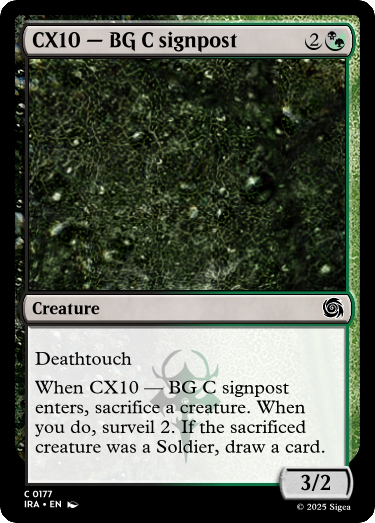 CX10 — BG C signpost 2
Creature
Deathtouch
When CX10 — BG C signpost
enters, sacrifice a creature. When
you do, surveil 2. If the sacrificed
creature was a Soldier, draw a card.
3/2
C 0177
IRA • EN
© 2025 Sigea